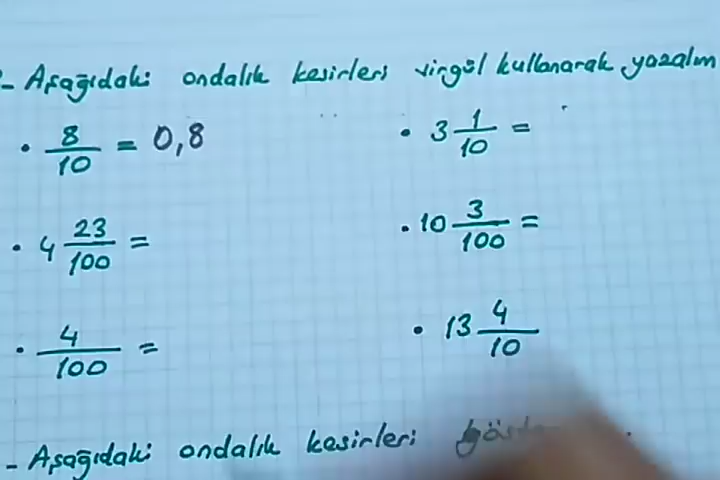 - Aşağıdaki ondalık kesirleri virgül kullanarak yazalım
• 8/10 = 0,8
• 3 1/10 =
• 4 23/100 =
• 10 3/100 =
• 4/100 =
• 13 4/10
- Aşağıdaki ondalık kesirleri